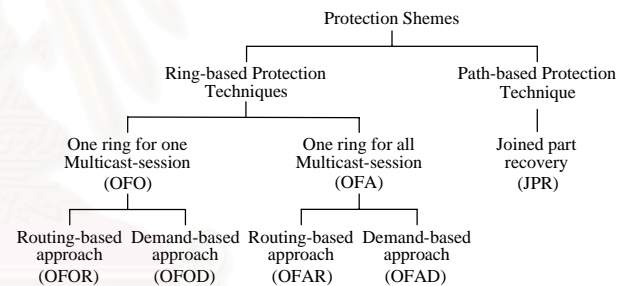 Protection Shemes
Ring-based Protection
Techniques
Path-based Protection
Technique
One ring for one
Multicast-session
(OFO)
One ring for all
Multicast-session
(OFA)
Joined part
recovery
(JPR)
Routing-based
approach
(OFOR)
Demand-based
approach
(OFOD)
Routing-based
approach
(OFAR)
Demand-based
approach
(OFAD)